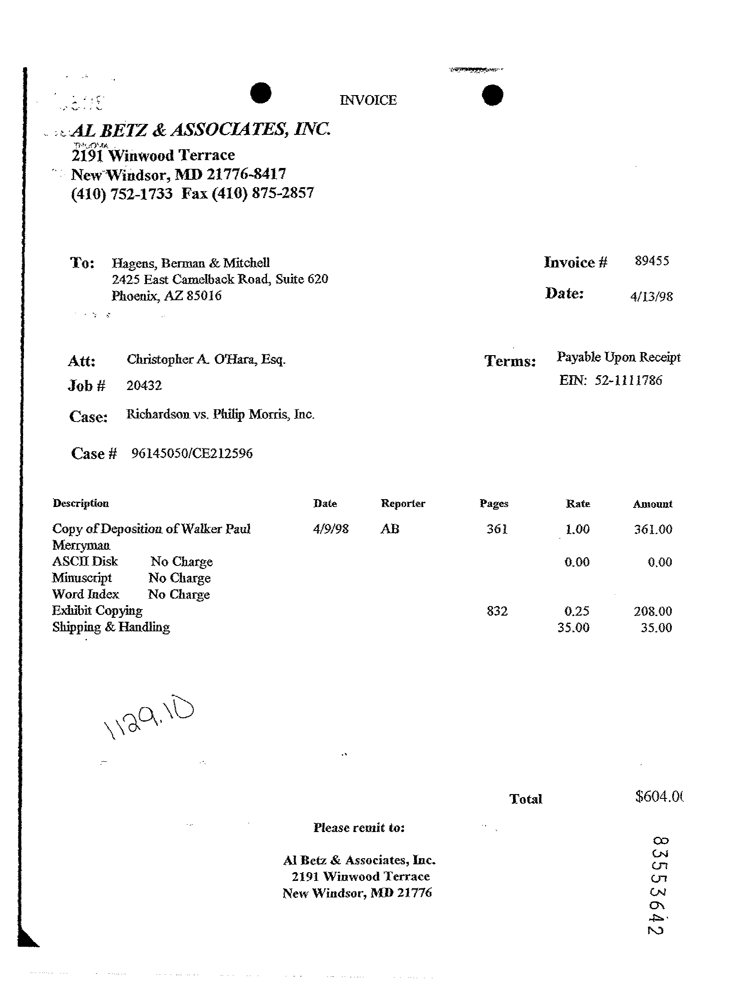 INVOICE
AL BETZ & ASSOCIATES, INC.
2191 Winwood Terrace
New Windsor, MD 21776-8417
(410) 752-1733 Fax (410) 875-2857
To: Hagens, Berman & Mitchell
2425 East Camelback Road, Suite 620
Phoenix, AZ 85016
Invoice # 89455
Date: 4/13/98
Att: Christopher A. O'Hara, Esq.
Terms: Payable Upon Receipt
Job # 20432
EIN: 52-1111786
Case: Richardson vs. Philip Morris, Inc.
Case # 96145050/CE212596
Description Date Reporter Pages Rate Amount
Copy of Deposition of Walker Paul 4/9/98 AB 361 1.00 361.00
Merryman
ASCII Disk No Charge 0.00 0.00
Minuscript No Charge
Word Index No Charge
Exhibit Copying 832 0.25 208.00
Shipping & Handling 35.00 35.00
1129.10
Total $604.0(
Please remit to:
Al Betz & Associates, Inc.
2191 Winwood Terrace
New Windsor, MD 21776
83553642